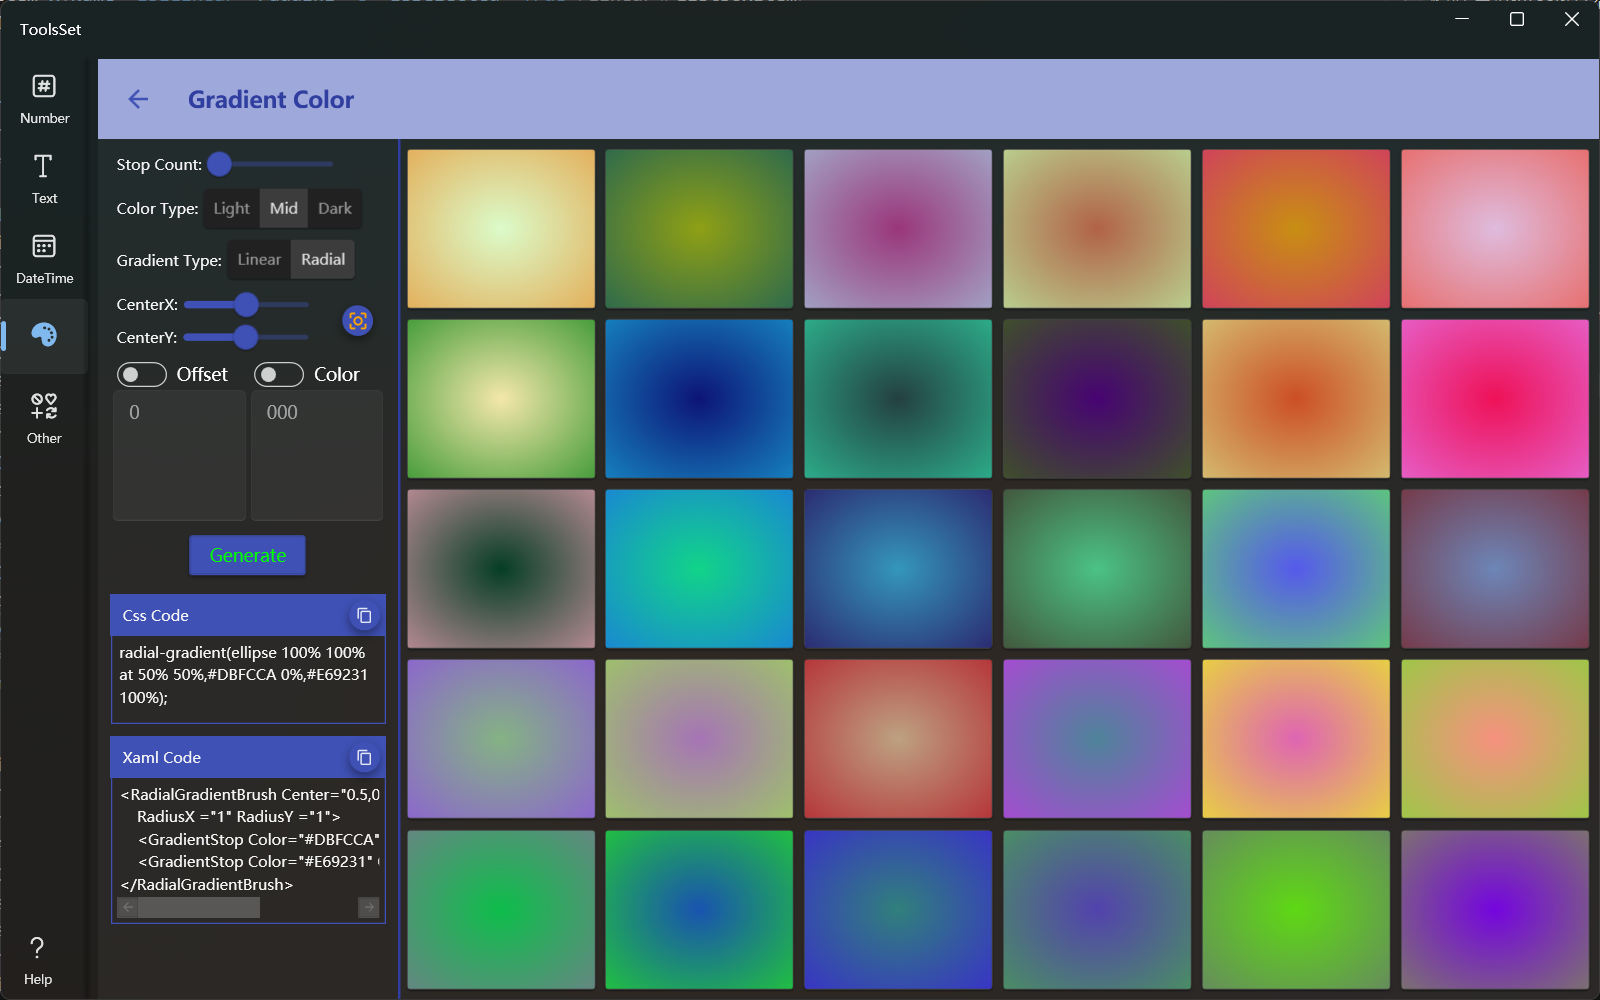 ToolsSet
Number
Text
DateTime
Other
Help
Gradient Color
Stop Count:
Color Type: Light Mid Dark
Gradient Type: Linear Radial
CenterX:
CenterY:
Offset Color
0 000
Generate
Css Code
radial-gradient(ellipse 100% 100%
at 50% 50%,#DBFCCA 0%,#E69231
100%);
Xaml Code
<RadialGradientBrush Center="0.5,0
RadiusX ="1" RadiusY ="1">
<GradientStop Color="#DBFCCA"
<GradientStop Color="#E69231"
</RadialGradientBrush>